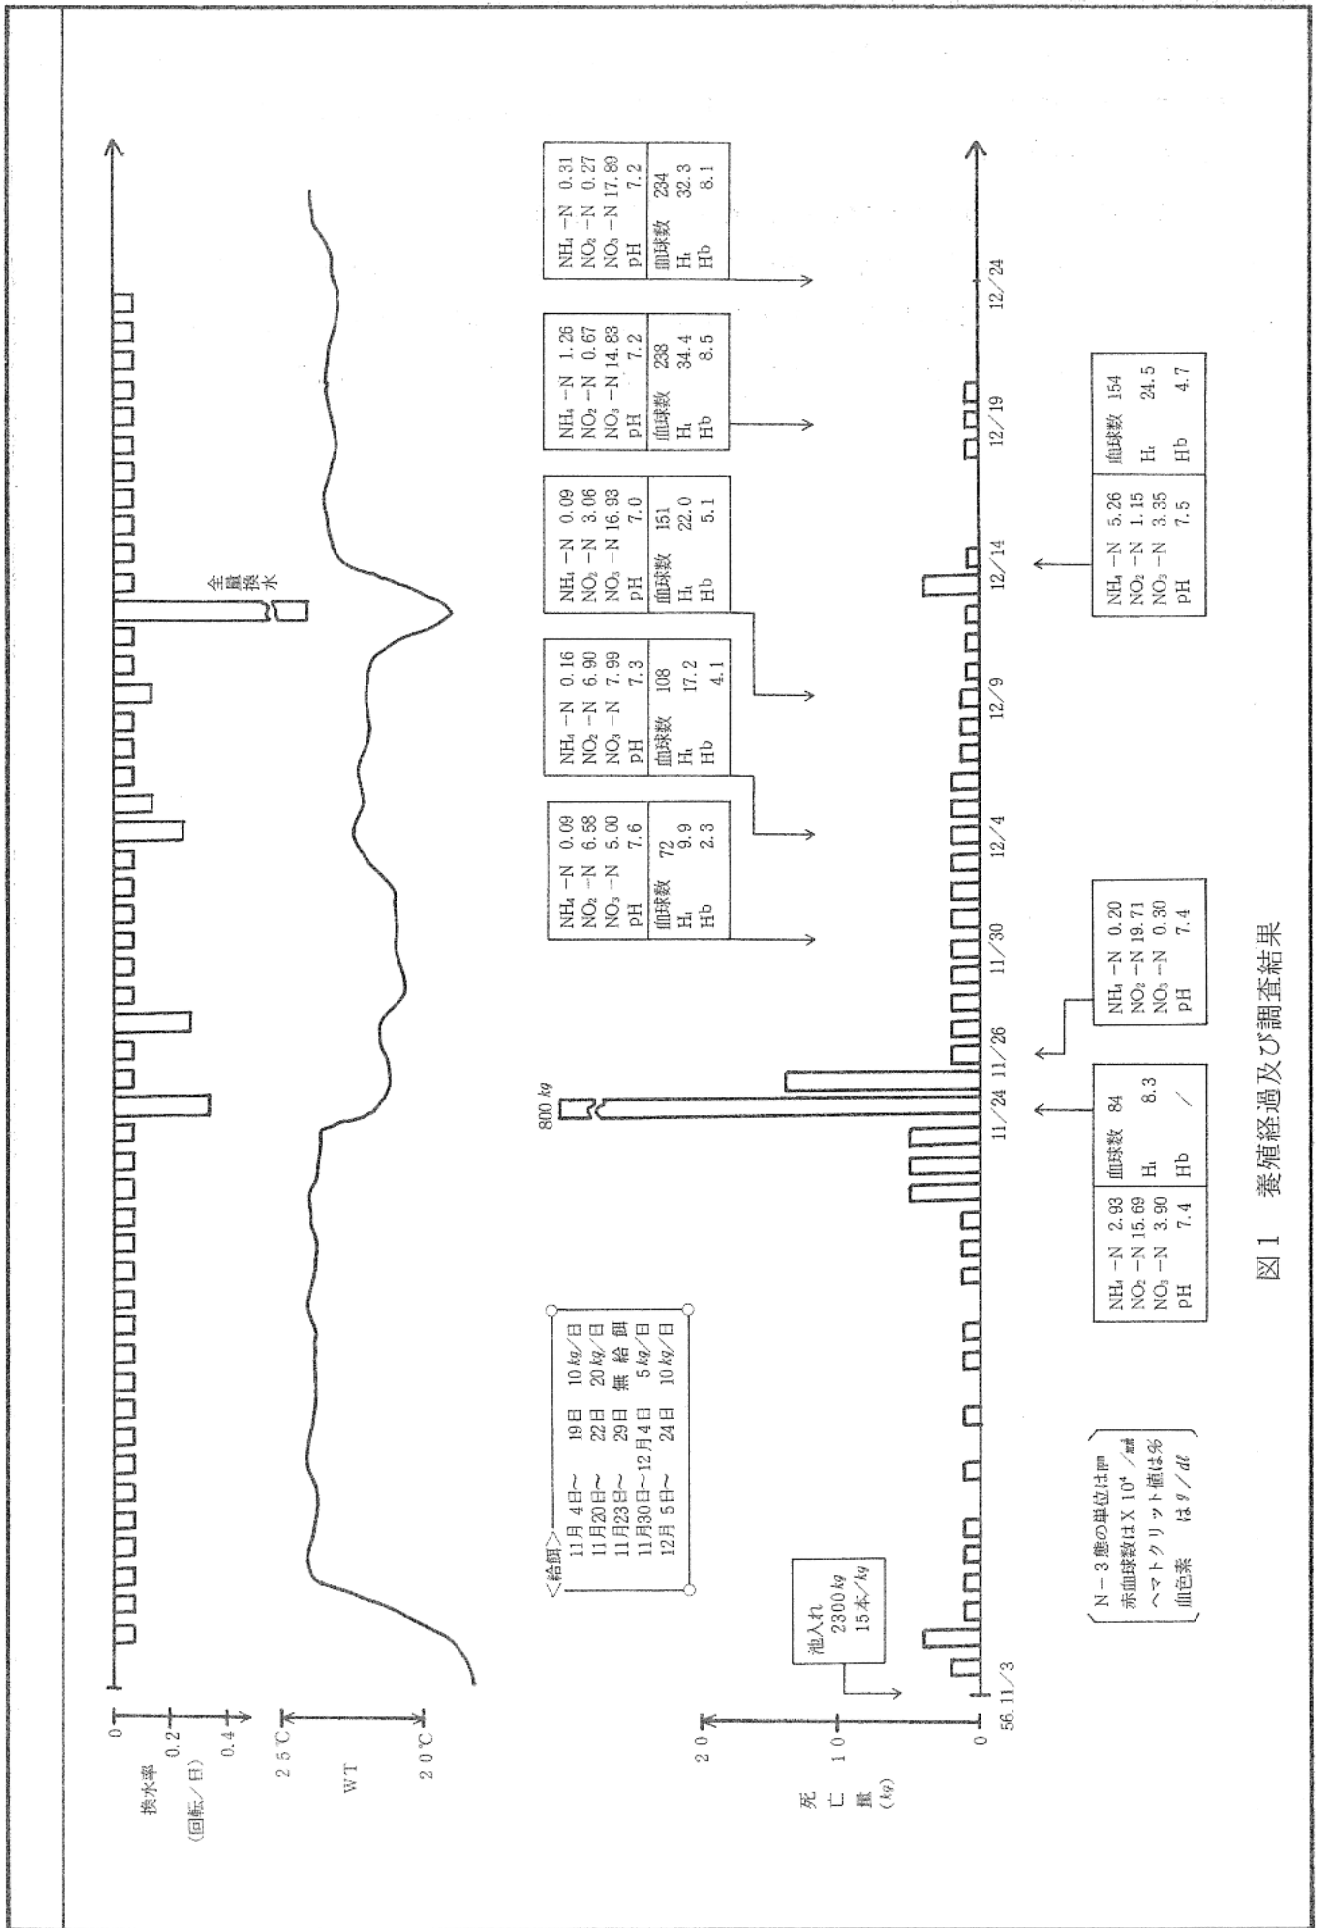 換水率
(回転/日)
0
0.2
0.4
全量換水
25℃
WT
20℃
<給餌>
11月 4日～ 19日 10kg/日
11月20日～ 22日 20kg/日
11月23日～ 29日 無給餌
11月30日～12月4日 5kg/日
12月 5日～ 24日 10kg/日
NH₄－N 0.09
NO₂－N 6.58
NO₃－N 5.00
pH 7.6
血球数 72
Ht 9.9
Hb 2.3
NH₄－N 0.16
NO₂－N 6.90
NO₃－N 7.99
pH 7.3
血球数 108
Ht 17.2
Hb 4.1
NH₄－N 0.09
NO₂－N 3.06
NO₃－N 16.93
pH 7.0
血球数 151
Ht 22.0
Hb 5.1
NH₄－N 1.26
NO₂－N 0.67
NO₃－N 14.83
pH 7.2
血球数 238
Ht 34.4
Hb 8.5
NH₄－N 0.31
NO₂－N 0.27
NO₃－N 17.89
pH 7.2
血球数 234
Ht 32.3
Hb 8.1
死亡量
(kg)
20
10
0
池入れ
2300kg
15本/kg
800kg
56.11/3
11/24
11/26
11/30
12/4
12/9
12/14
12/19
12/24
N－3態の単位はppm
赤血球数はX10⁴/m㎥
ヘマトクリット値は%
血色素 はg/dl
NH₄－N 2.93
NO₂－N 15.69
NO₃－N 3.90
pH 7.4
血球数 84
Ht 8.3
Hb /
NH₄－N 0.20
NO₂－N 19.71
NO₃－N 0.30
pH 7.4
NH₄－N 5.26
NO₂－N 1.15
NO₃－N 3.35
pH 7.5
血球数 154
Ht 24.5
Hb 4.7
図1 養殖経過及び調査結果